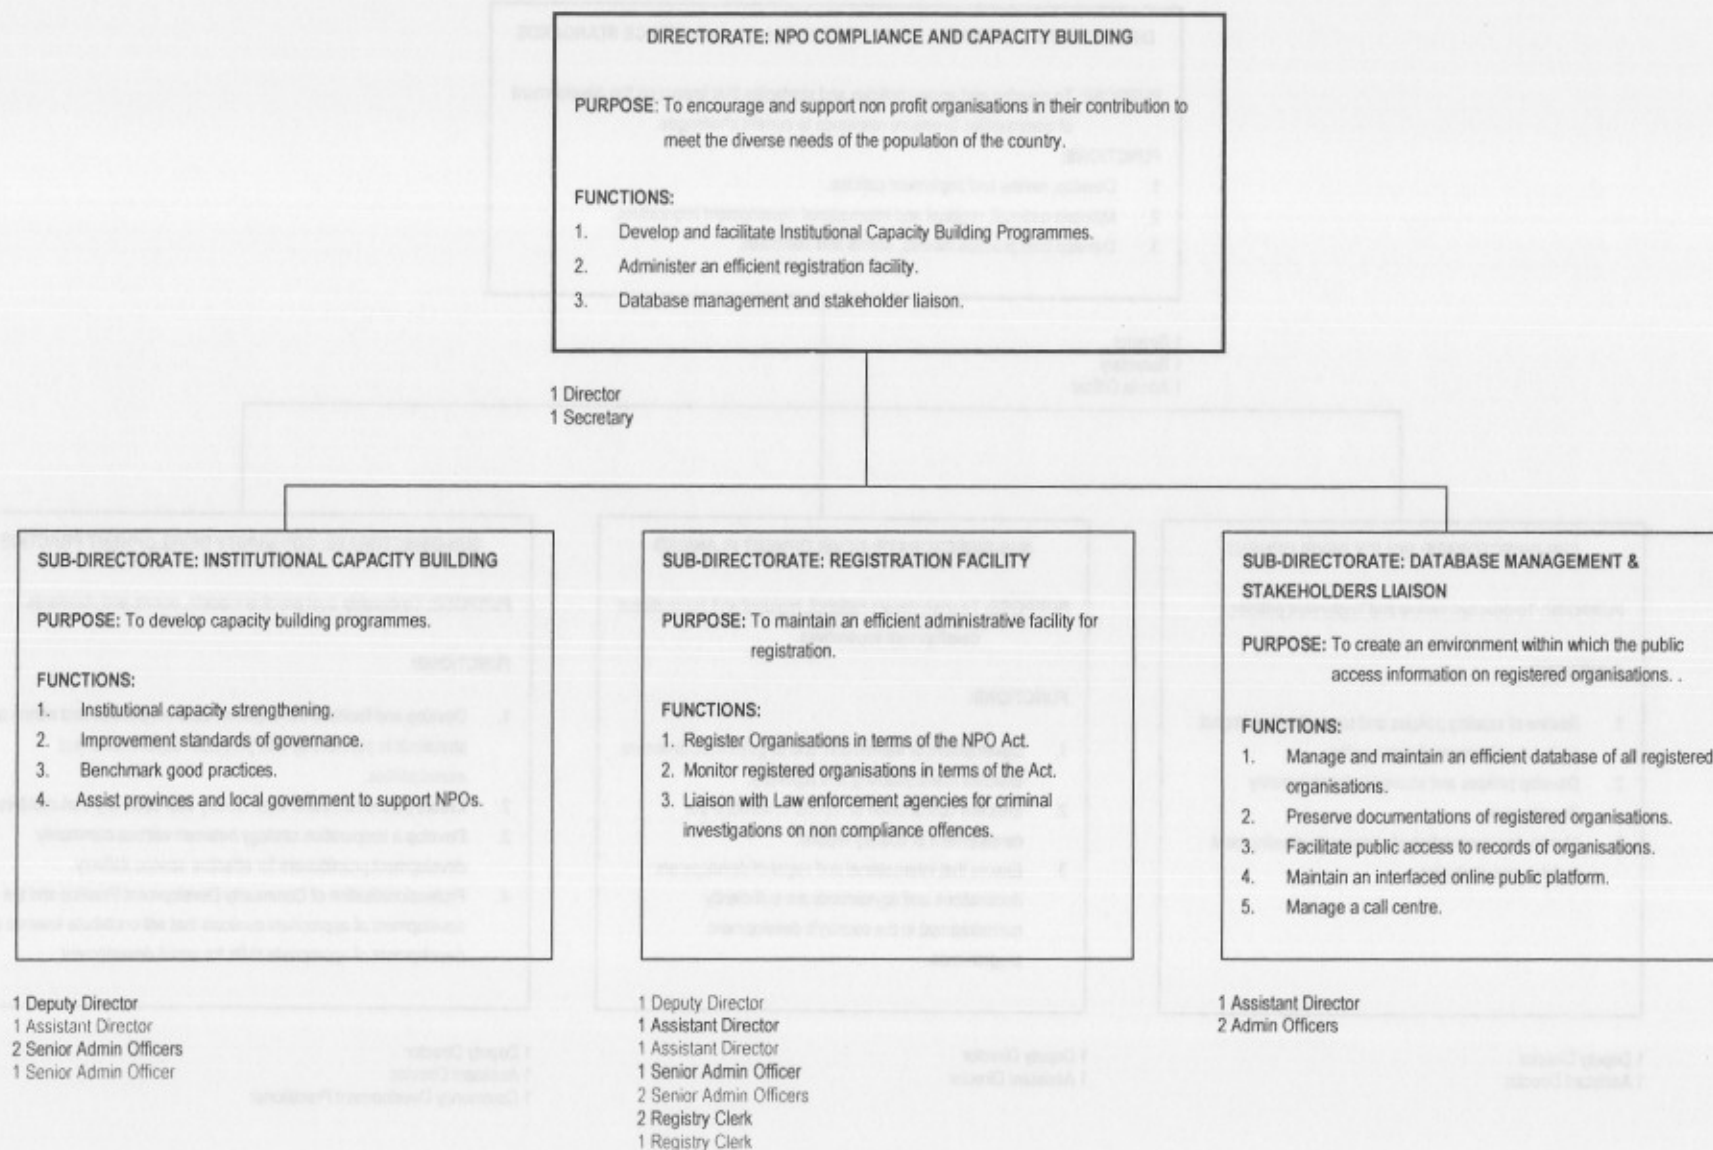 DIRECTORATE: NPO COMPLIANCE AND CAPACITY BUILDING
PURPOSE: To encourage and support non profit organisations in their contribution to
meet the diverse needs of the population of the country.
FUNCTIONS:
1. Develop and facilitate Institutional Capacity Building Programmes.
2. Administer an efficient registration facility.
3. Database management and stakeholder liaison.
1 Director
1 Secretary
SUB-DIRECTORATE: INSTITUTIONAL CAPACITY BUILDING
PURPOSE: To develop capacity building programmes.
FUNCTIONS:
1. Institutional capacity strengthening.
2. Improvement standards of governance.
3. Benchmark good practices.
4. Assist provinces and local government to support NPOs.
1 Deputy Director
1 Assistant Director
2 Senior Admin Officers
1 Senior Admin Officer
SUB-DIRECTORATE: REGISTRATION FACILITY
PURPOSE: To maintain an efficient administrative facility for
registration.
FUNCTIONS:
1. Register Organisations in terms of the NPO Act.
2. Monitor registered organisations in terms of the Act.
3. Liaison with Law enforcement agencies for criminal
investigations on non compliance offences.
1 Deputy Director
1 Assistant Director
1 Assistant Director
1 Senior Admin Officer
2 Senior Admin Officers
2 Registry Clerk
1 Registry Clerk
SUB-DIRECTORATE: DATABASE MANAGEMENT &
STAKEHOLDERS LIAISON
PURPOSE: To create an environment within which the public
access information on registered organisations. .
FUNCTIONS:
1. Manage and maintain an efficient database of all registered
organisations.
2. Preserve documentations of registered organisations.
3. Facilitate public access to records of organisations.
4. Maintain an interfaced online public platform.
5. Manage a call centre.
1 Assistant Director
2 Admin Officers